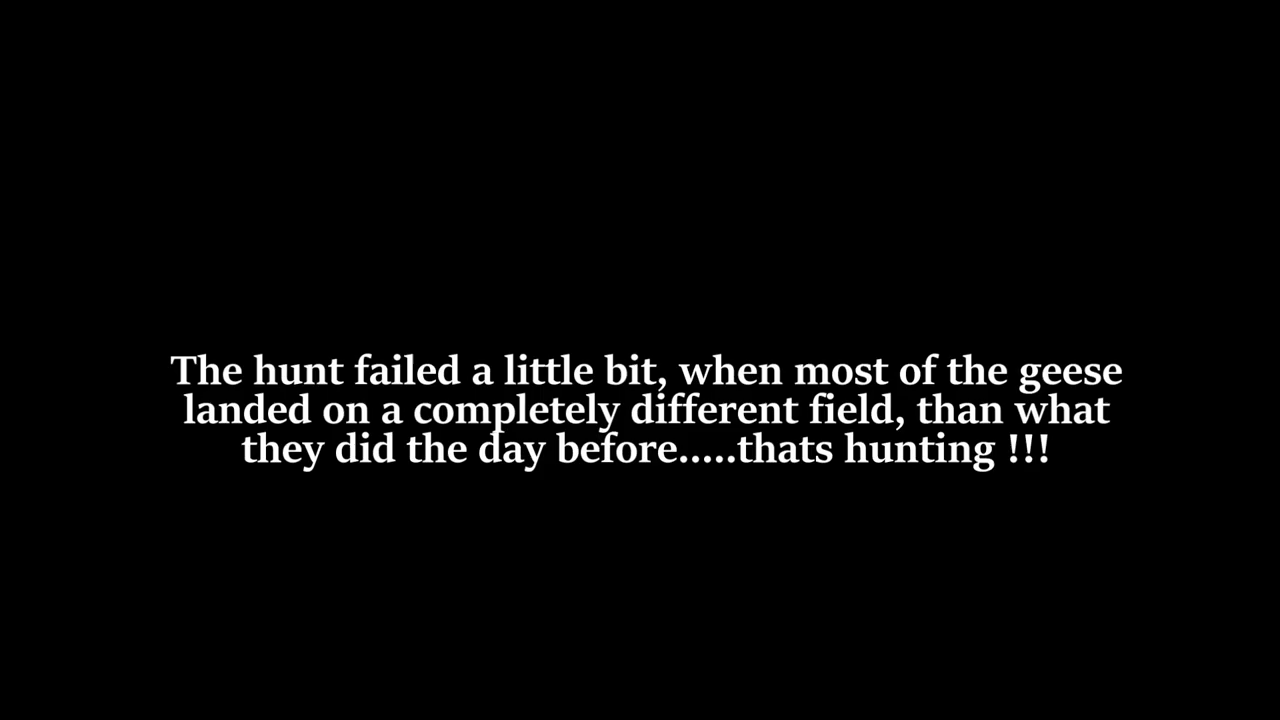 The hunt failed a little bit, when most of the geese
landed on a completely different field, than what
they did the day before.....thats hunting !!!